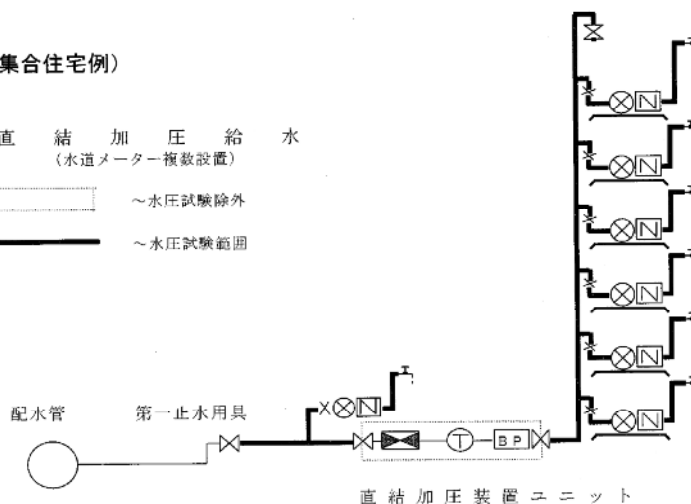 集合住宅例）
直結加圧給水
（水道メーター複数設置）
～水圧試験除外
～水圧試験範囲
配水管
第一止水用具
T
BP
直結加圧装置ユニット